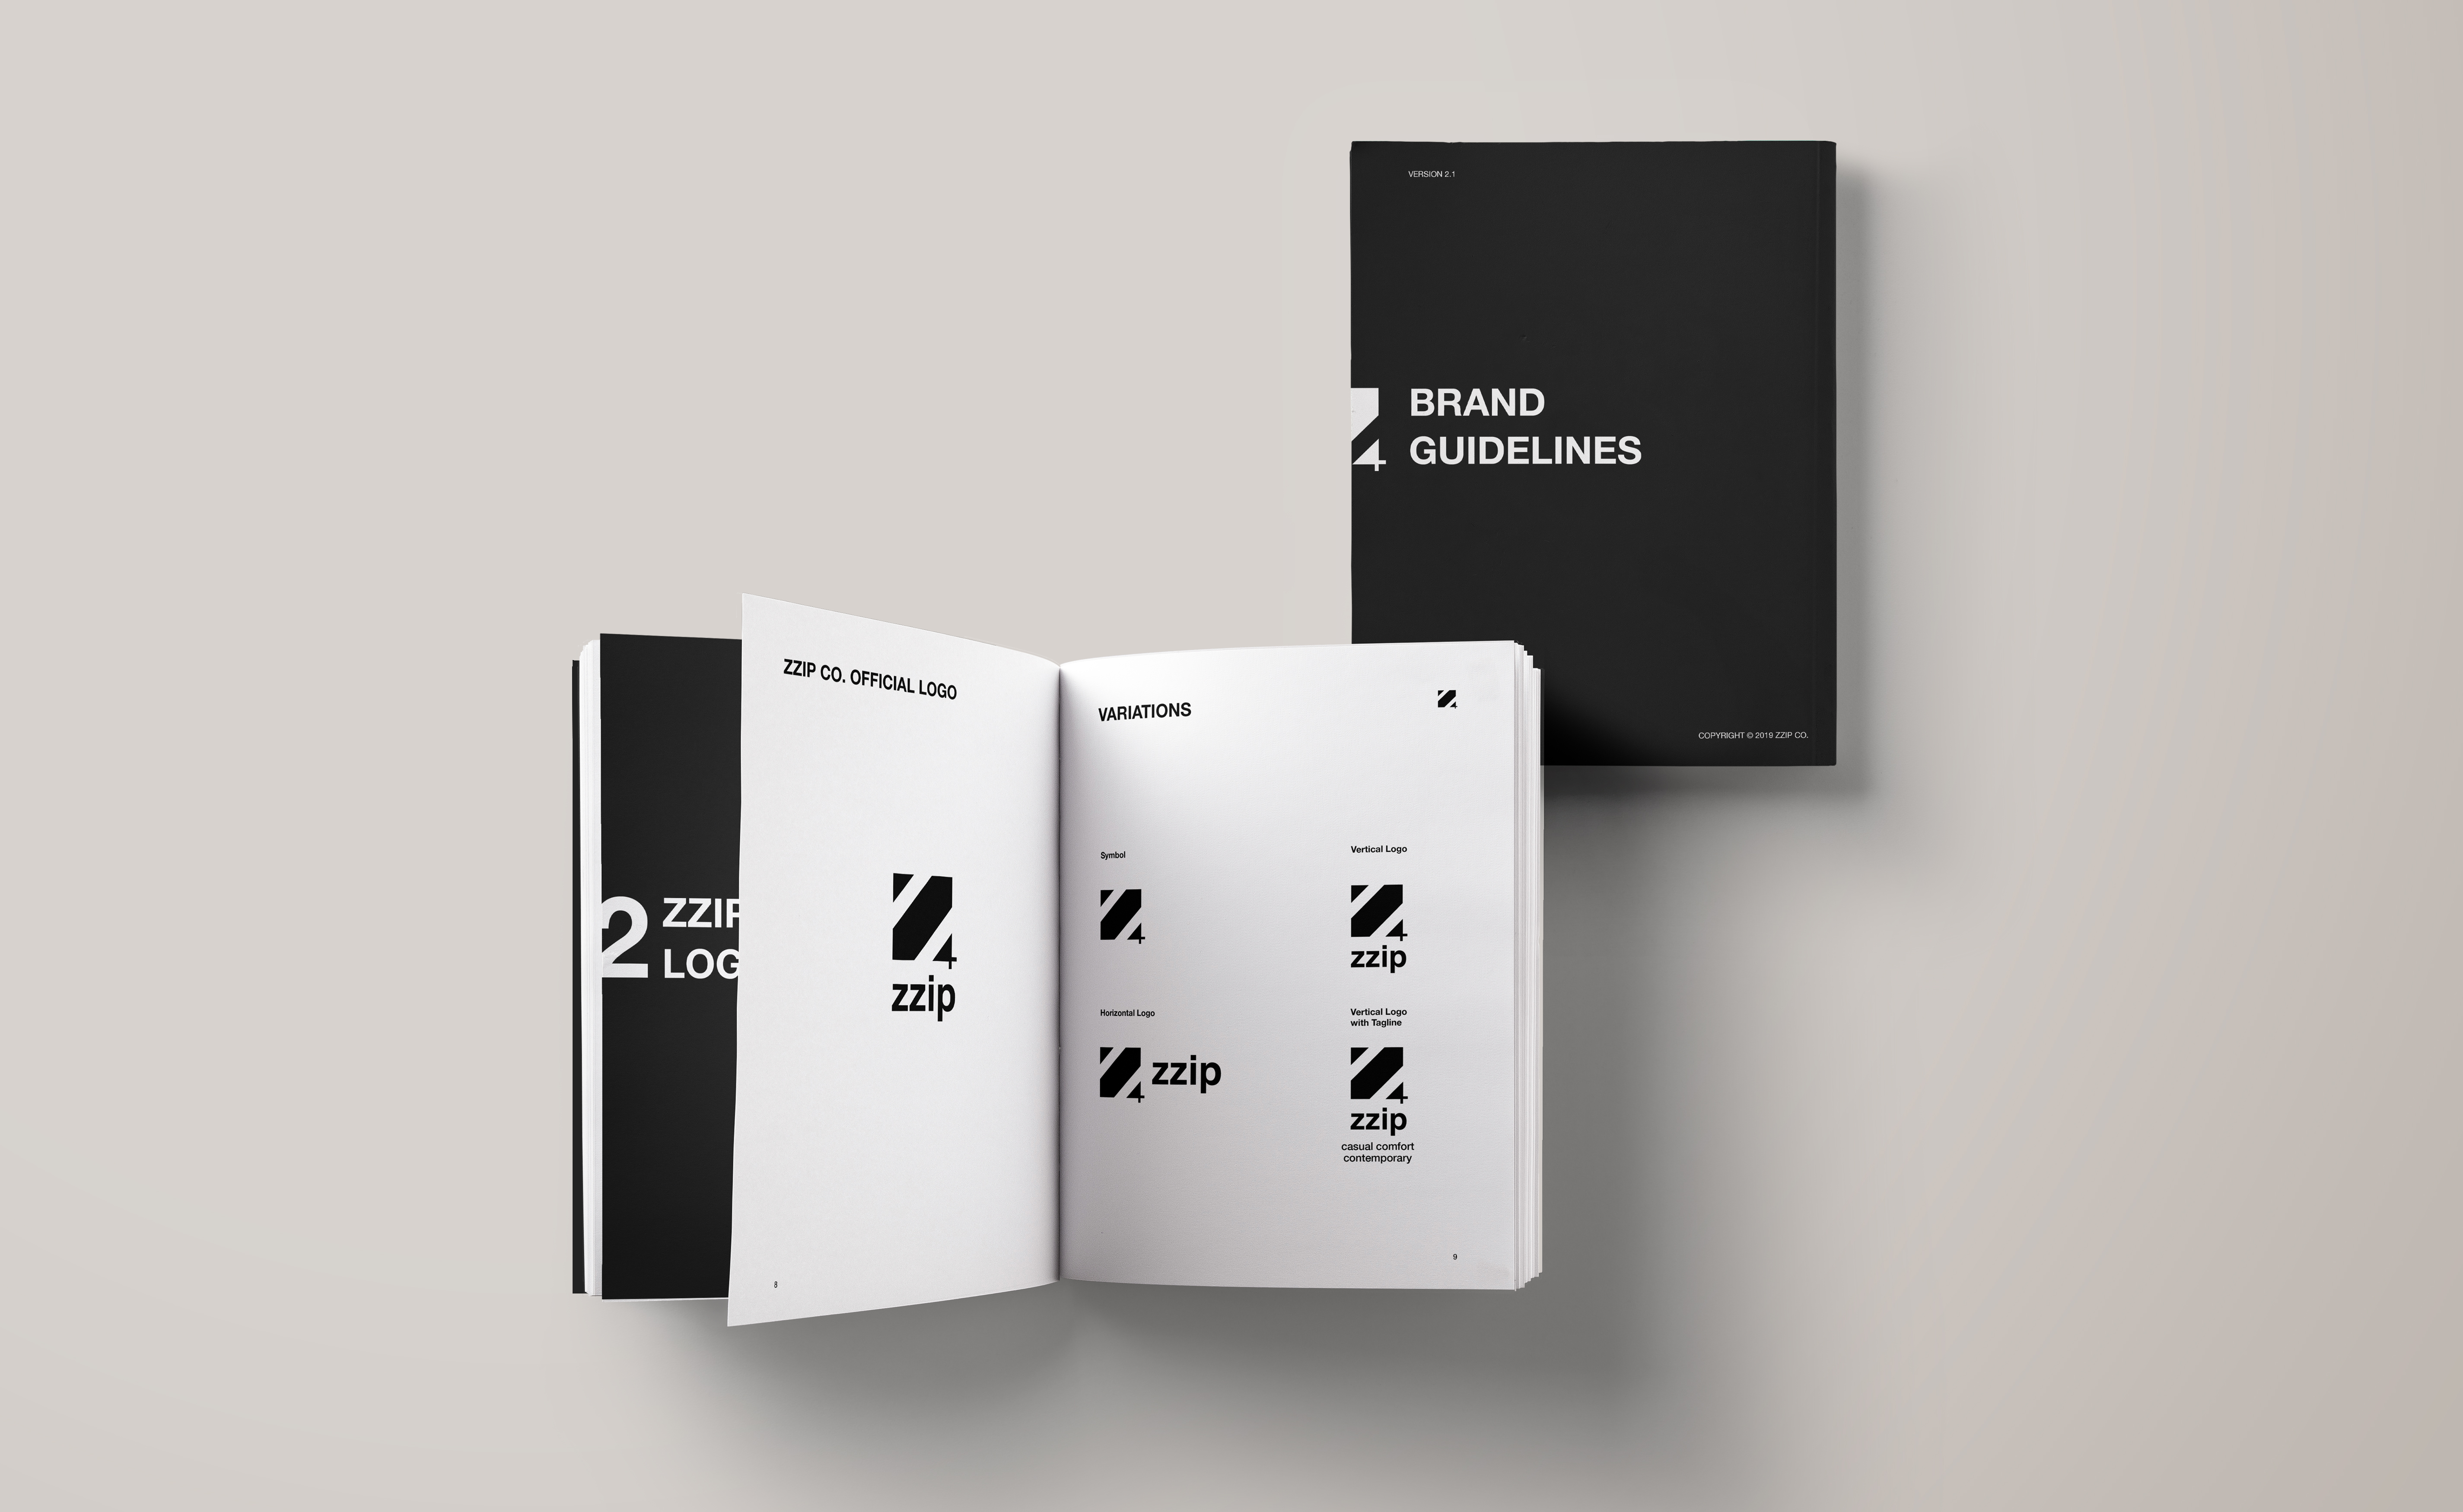 VERSION 2.1
BRAND
GUIDELINES
COPYRIGHT © 2019 ZZIP CO.
2
ZZIP
LOG
ZZIP CO. OFFICIAL LOGO
zzip
8
VARIATIONS
Symbol
Vertical Logo
zzip
Horizontal Logo
zzip
Vertical Logo
with Tagline
zzip
casual comfort
contemporary
9